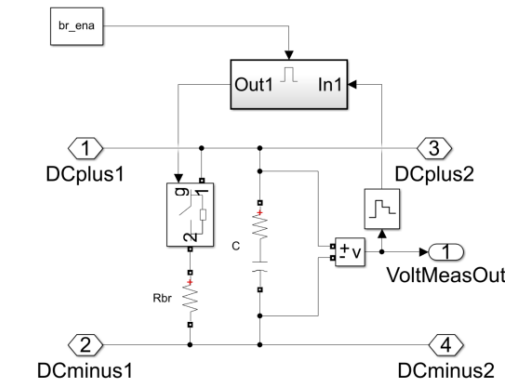 br_ena
Out1 In1
1 3
DCplus1 DCplus2
g 1
2
C
+
- v
1
VoltMeasOut
Rbr
2 4
DCminus1 DCminus2